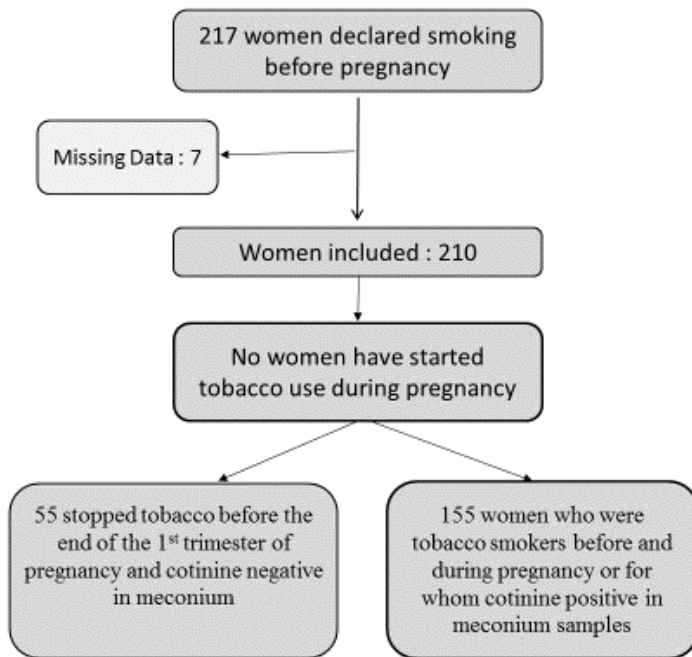 217 women declared smoking
before pregnancy
Missing Data : 7
Women included : 210
No women have started
tobacco use during pregnancy
55 stopped tobacco before the
end of the 1st trimester of
pregnancy and cotinine negative
in meconium
155 women who were
tobacco smokers before and
during pregnancy or for
whom cotinine positive in
meconium samples